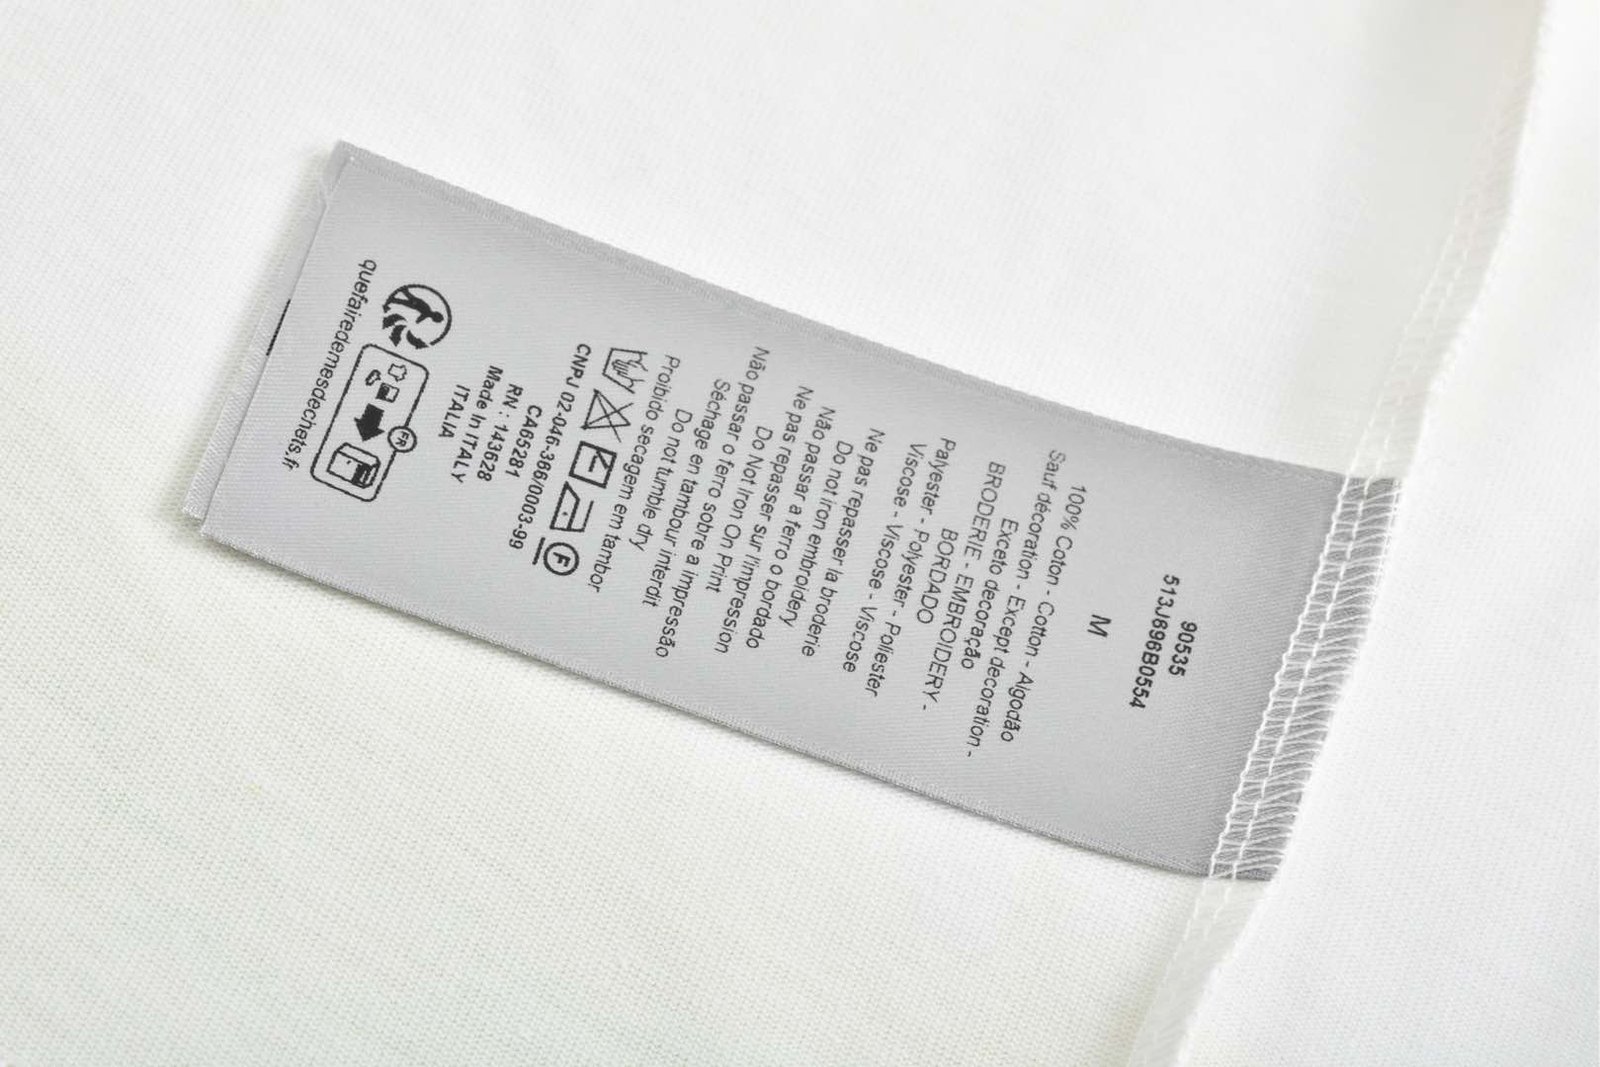 90535
513J896B0554
M
100% Coton - Cotton - Algodão
Sauf décoration - Except decoration -
Exceto decoração
BRODERIE - EMBROIDERY -
BORDADO
Palyester - Polyester - Poliester
Viscose - Viscose - Viscose
Ne pas repasser la broderie
Do not iron embroidery
Não passar a ferro o bordado
Ne pas repasser sur l'impression
Do Not Iron On Print
Não passar o ferro sobre a impressão
Séchage en tambour interdit
Do not tumble dry
Proibido secagem em tambor
F
CNPJ 02-046.366/0003-99
CA65281
RN : 143628
Made In ITALY
ITALIA
FR
quefairedemesdechets.fr